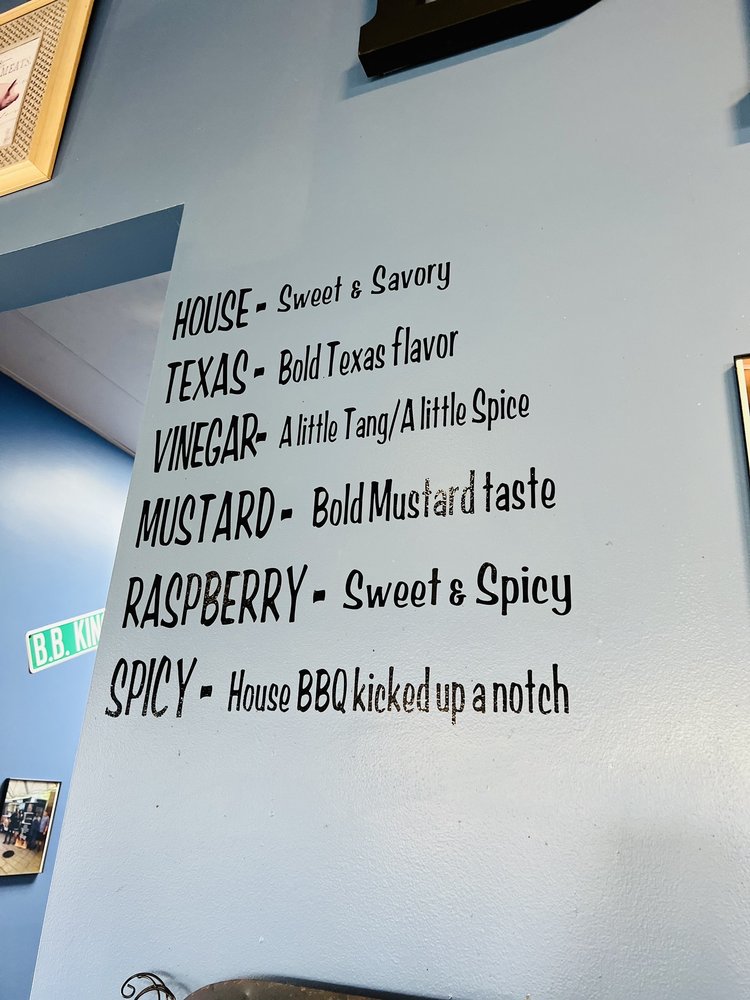 HOUSE - Sweet & Savory
TEXAS - Bold Texas flavor
VINEGAR- A little Tang/A little Spice
MUSTARD - Bold Mustard taste
RASPBERRY - Sweet & Spicy
SPICY - House BBQ kicked up a notch
B.B. KIN